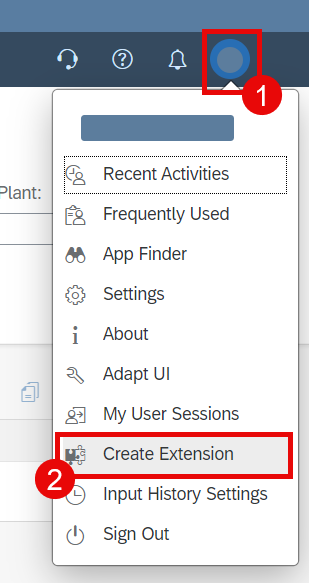 1
Plant:
Recent Activities
Frequently Used
App Finder
Settings
About
Adapt UI
My User Sessions
Create Extension
2
Input History Settings
Sign Out